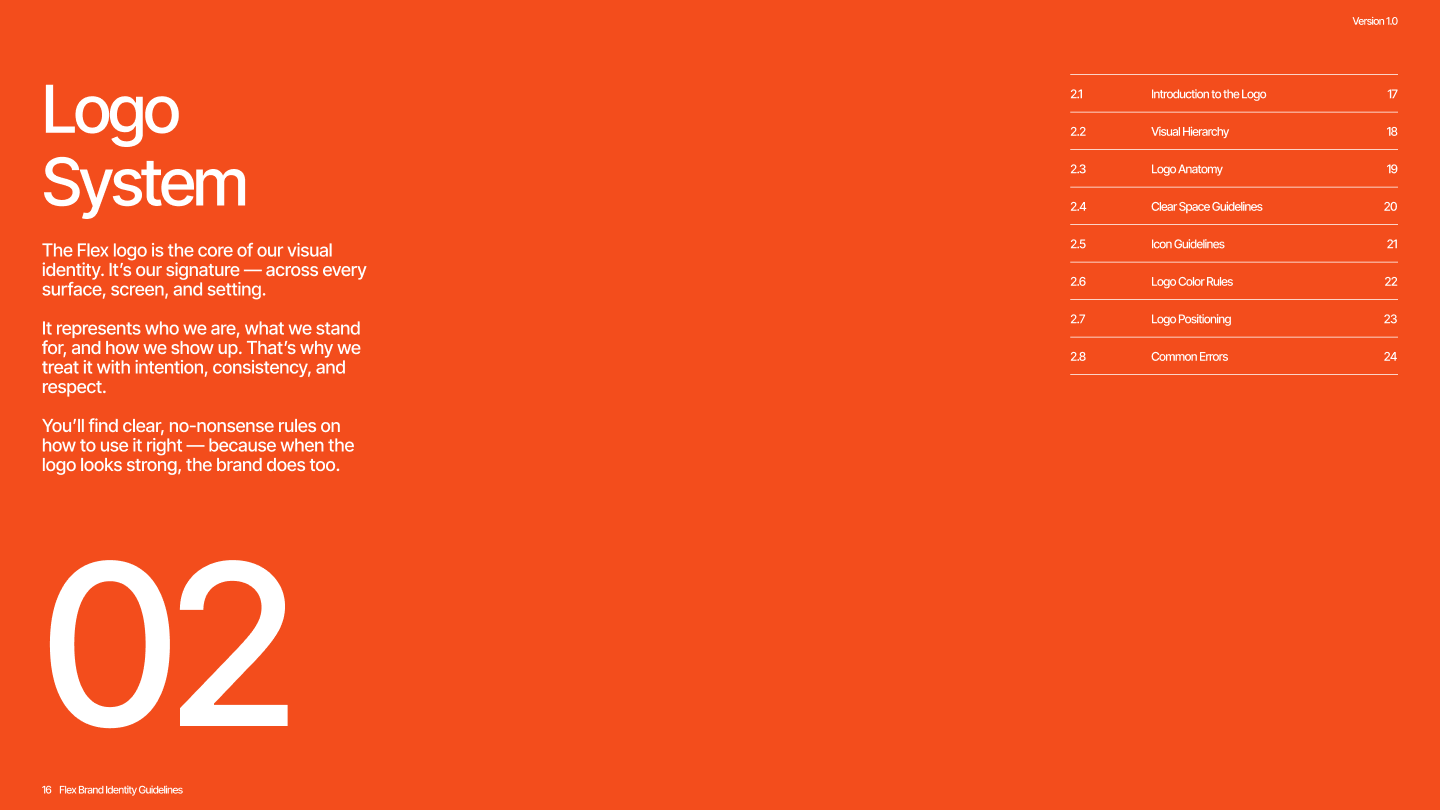 Version 1.0
Logo
System
The Flex logo is the core of our visual
identity. It’s our signature — across every
surface, screen, and setting.
It represents who we are, what we stand
for, and how we show up. That’s why we
treat it with intention, consistency, and
respect.
You’ll find clear, no-nonsense rules on
how to use it right — because when the
logo looks strong, the brand does too.
2.1 Introduction to the Logo 17
2.2 Visual Hierarchy 18
2.3 Logo Anatomy 19
2.4 Clear Space Guidelines 20
2.5 Icon Guidelines 21
2.6 Logo Color Rules 22
2.7 Logo Positioning 23
2.8 Common Errors 24
02
16 Flex Brand Identity Guidelines